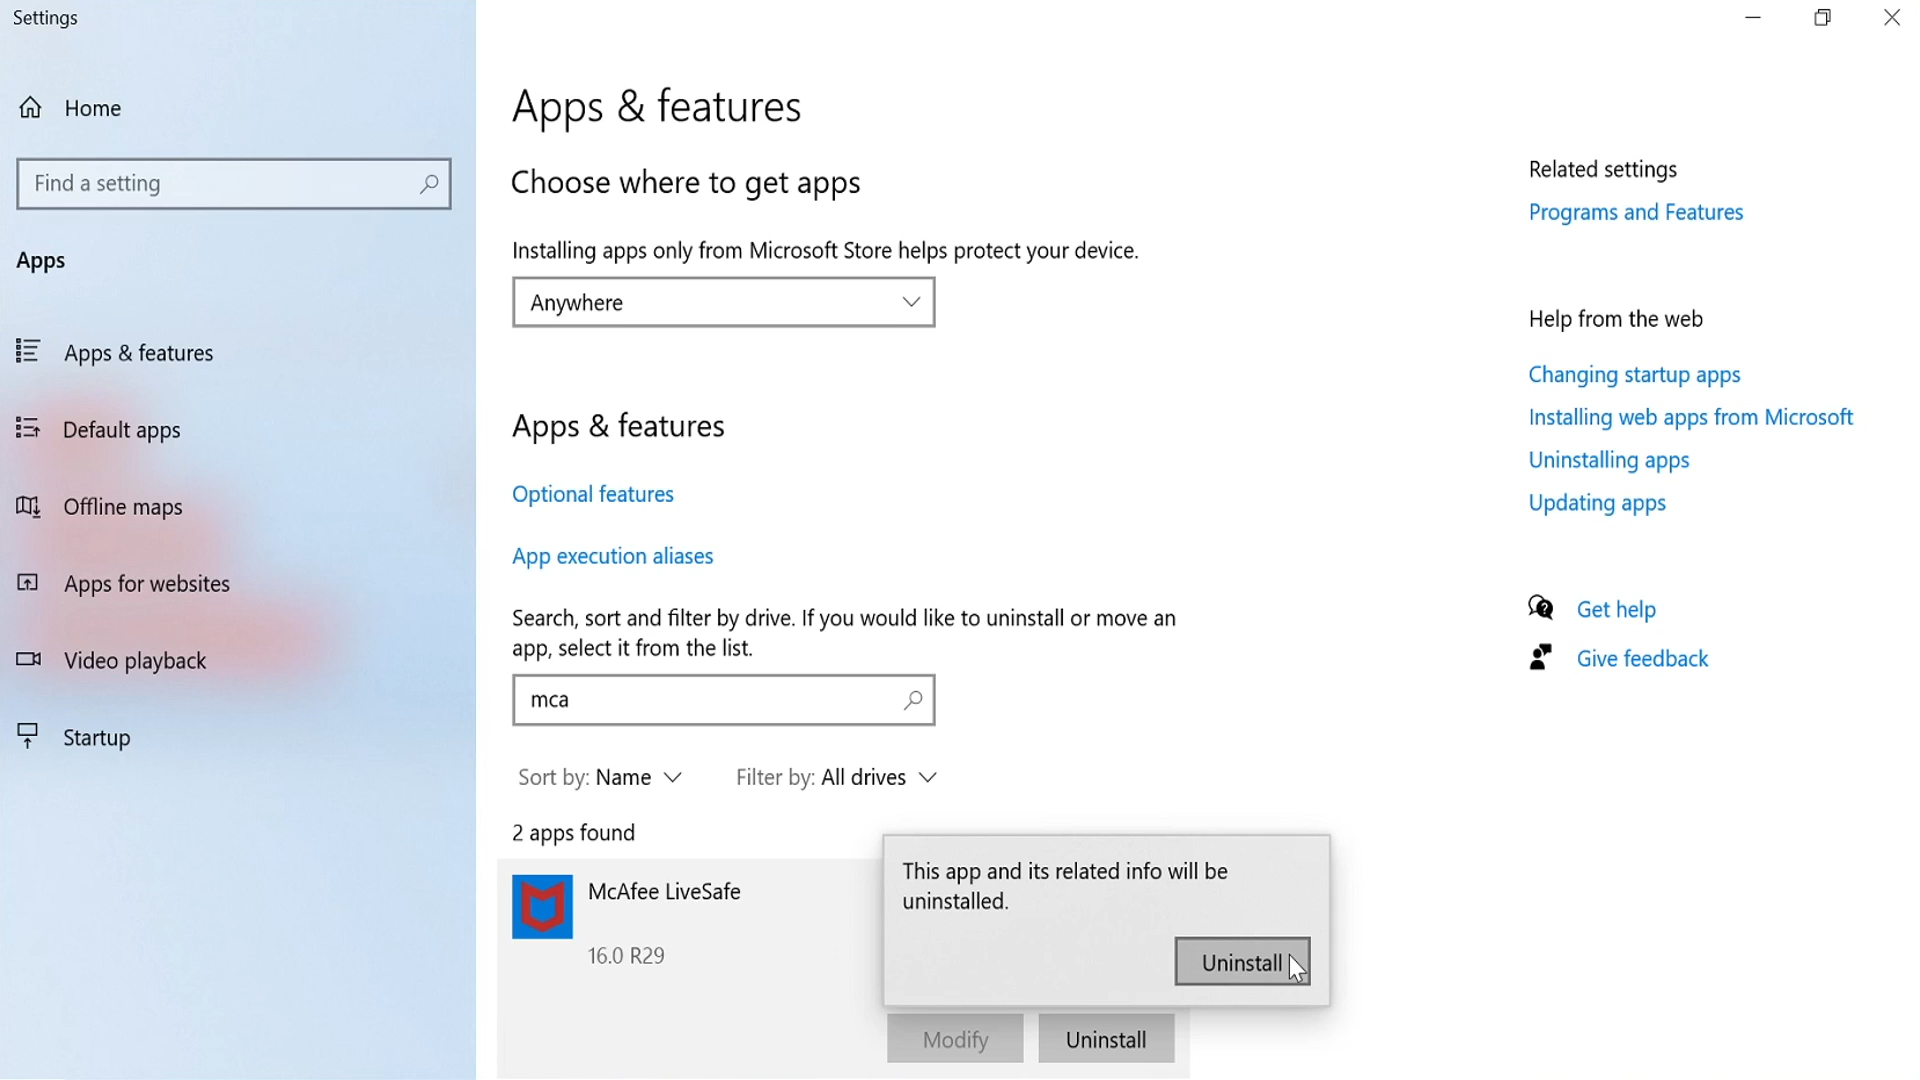 Settings
Home
Find a setting
Apps
Apps & features
Default apps
Offline maps
Apps for websites
Video playback
Startup
Apps & features
Choose where to get apps
Installing apps only from Microsoft Store helps protect your device.
Anywhere
Apps & features
Optional features
App execution aliases
Search, sort and filter by drive. If you would like to uninstall or move an
app, select it from the list.
mca
Sort by: Name
Filter by: All drives
2 apps found
McAfee LiveSafe
16.0 R29
This app and its related info will be
uninstalled.
Uninstall
Modify
Uninstall
Related settings
Programs and Features
Help from the web
Changing startup apps
Installing web apps from Microsoft
Uninstalling apps
Updating apps
Get help
Give feedback